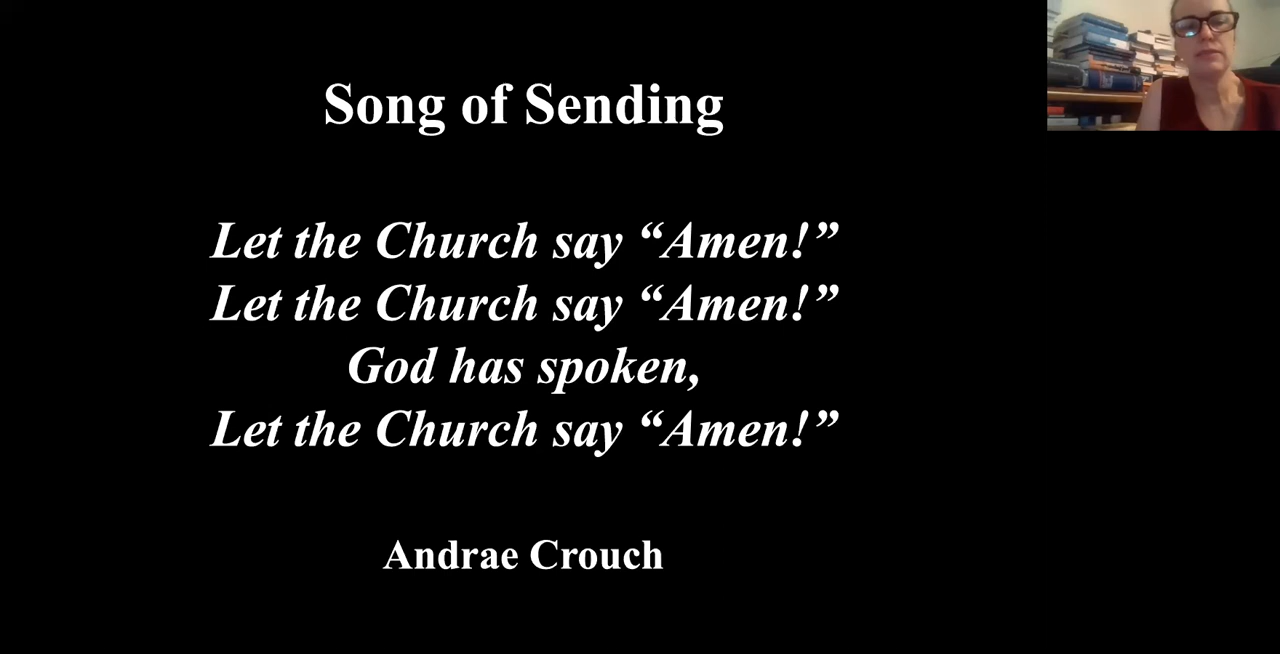 Song of Sending
Let the Church say “Amen!”
Let the Church say “Amen!”
God has spoken,
Let the Church say “Amen!”
Andrae Crouch